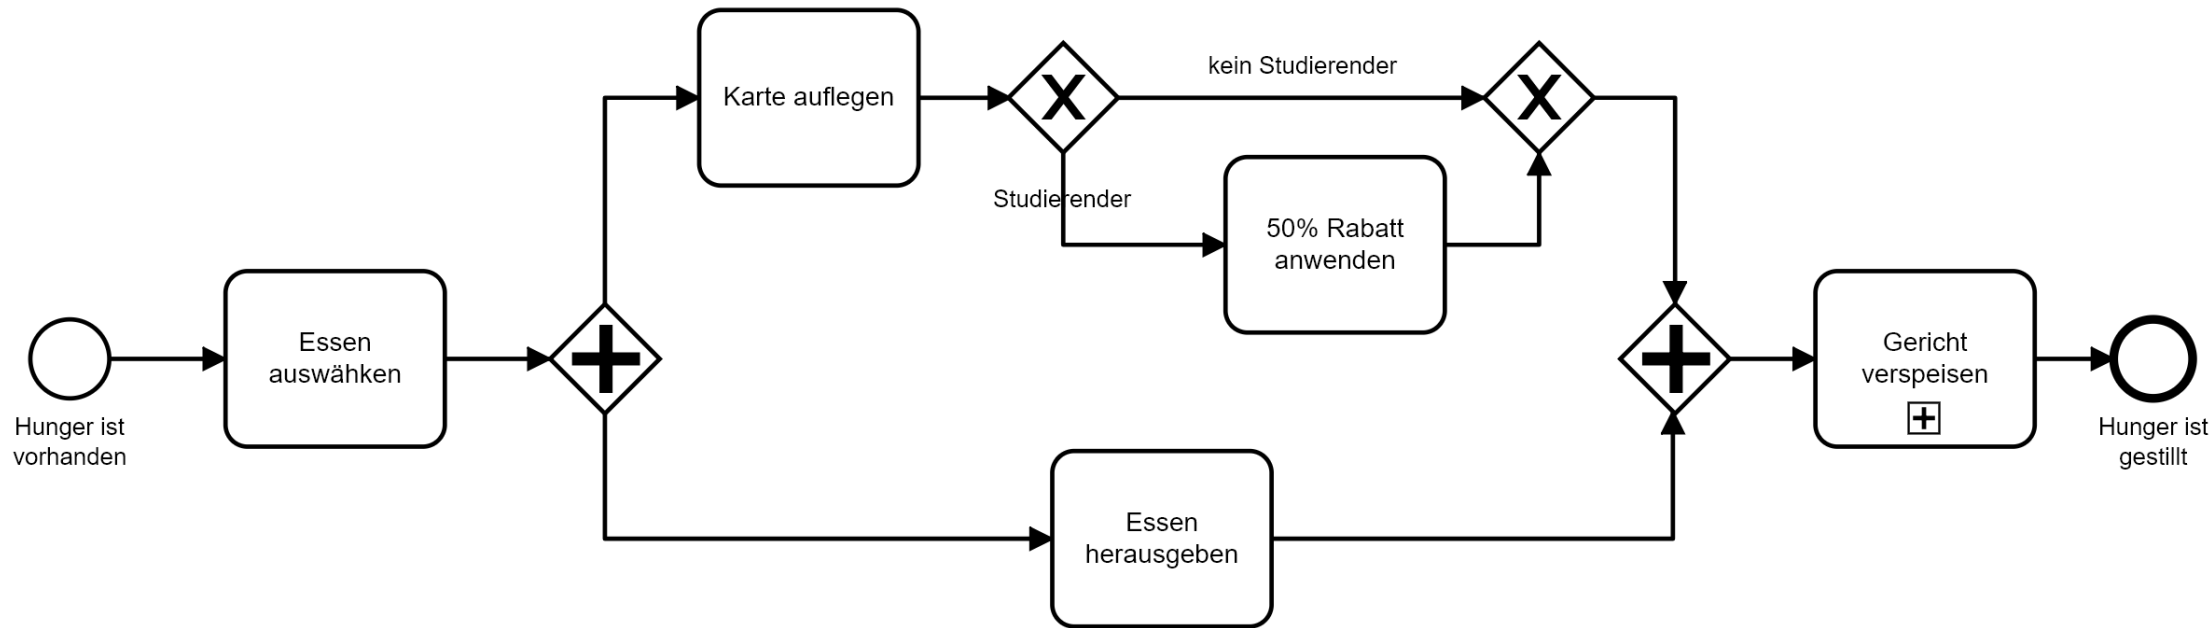 Hunger ist
vorhanden
Essen
auswähken
Karte auflegen
kein Studierender
Studierender
50% Rabatt
anwenden
Essen
herausgeben
Gericht
verspeisen
Hunger ist
gestillt